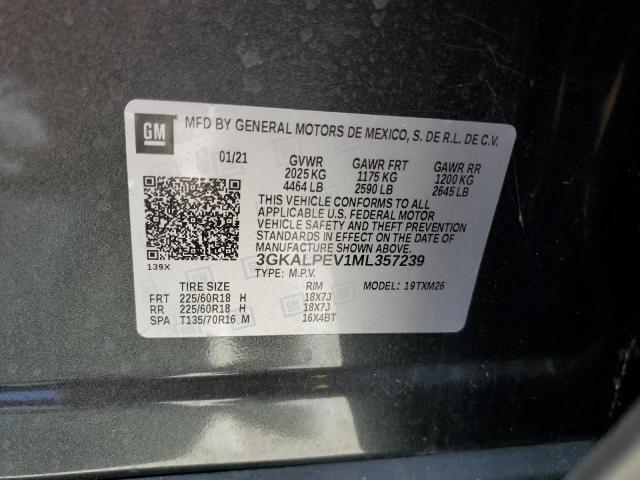 GM MFD BY GENERAL MOTORS DE MEXICO, S. DE R.L. DE C.V.
01/21 GVWR GAWR FRT GAWR RR
2025 KG 1175 KG 1200 KG
4464 LB 2590 LB 2645 LB
THIS VEHICLE CONFORMS TO ALL
APPLICABLE U.S. FEDERAL MOTOR
VEHICLE SAFETY AND THEFT PREVENTION
STANDARDS IN EFFECT ON THE DATE OF
MANUFACTURE SHOWN ABOVE.
139X 3GKALPEV1ML357239
TYPE: M.P.V. MODEL: 19TXM26
TIRE SIZE RIM
FRT 225/60R18 H 18X7J
RR 225/60R18 H 18X7J
SPA T135/70R16 M 16X4BT